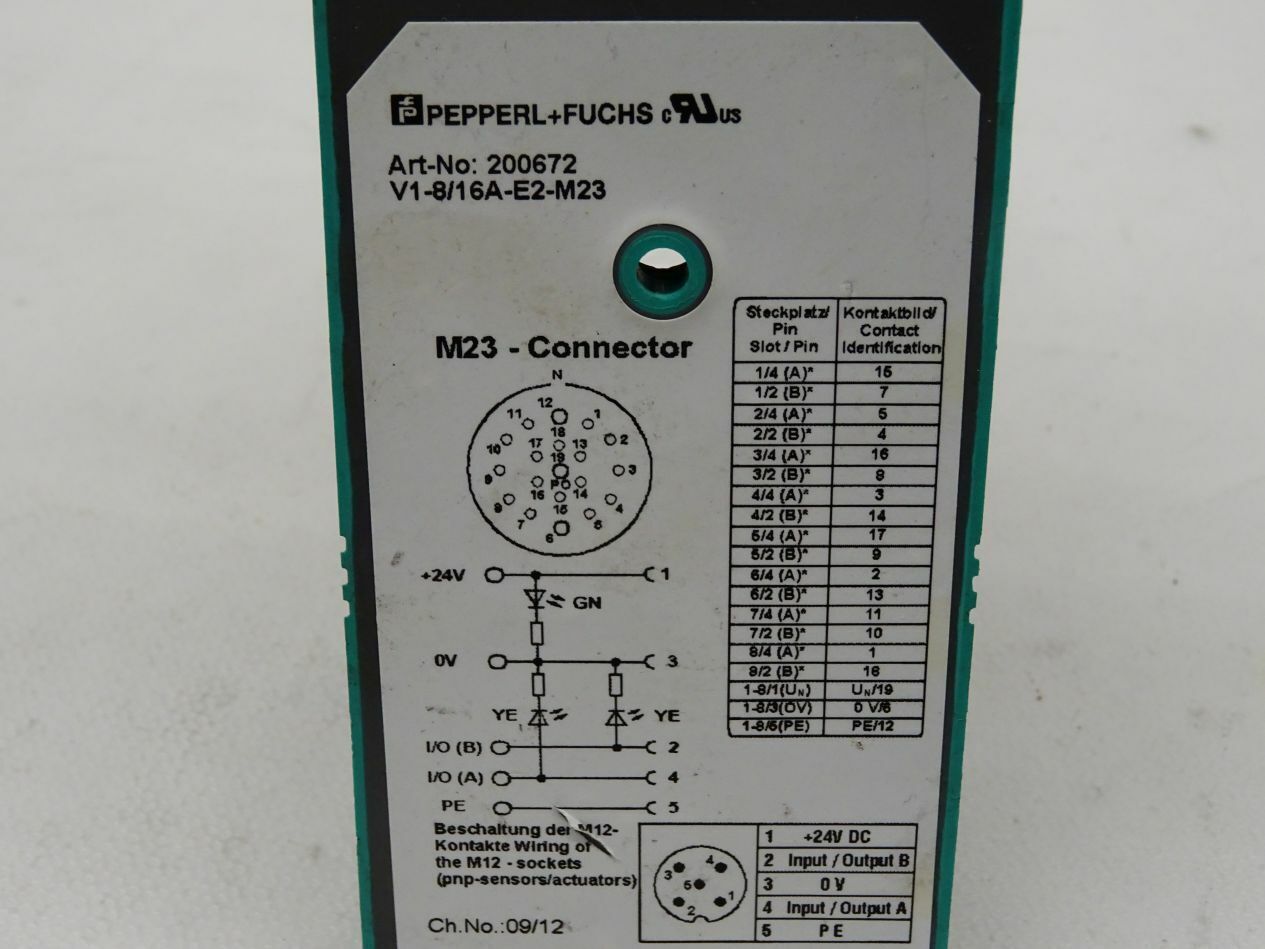 PEPPERL+FUCHS c RU US
Art-No: 200672
V1-8/16A-E2-M23
M23 - Connector
N
12
11
1
18
10
17
13
2
19
9
3
16
14
8
15
4
7
5
6
Steckplatz/ Kontaktbild/
Pin Contact
Slot / Pin Identification
1/4 (A)* 15
1/2 (B)* 7
2/4 (A)* 5
2/2 (B)* 4
3/4 (A)* 16
3/2 (B)* 8
4/4 (A)* 3
4/2 (B)* 14
5/4 (A)* 17
5/2 (B)* 9
6/4 (A)* 2
6/2 (B)* 13
7/4 (A)* 11
7/2 (B)* 10
8/4 (A)* 1
8/2 (B)* 18
1-8/1(UN) UN/19
1-8/3(OV) 0 V/6
1-8/5(PE) PE/12
+24V 1
GN
0V 3
YE YE
I/O (B) 2
I/O (A) 4
PE 5
Beschaltung der M12-
Kontakte Wiring of
the M12 - sockets
(pnp-sensors/actuators)
3 4
5
2 1
1 +24V DC
2 Input / Output B
3 0 V
4 Input / Output A
5 PE
Ch.No.:09/12